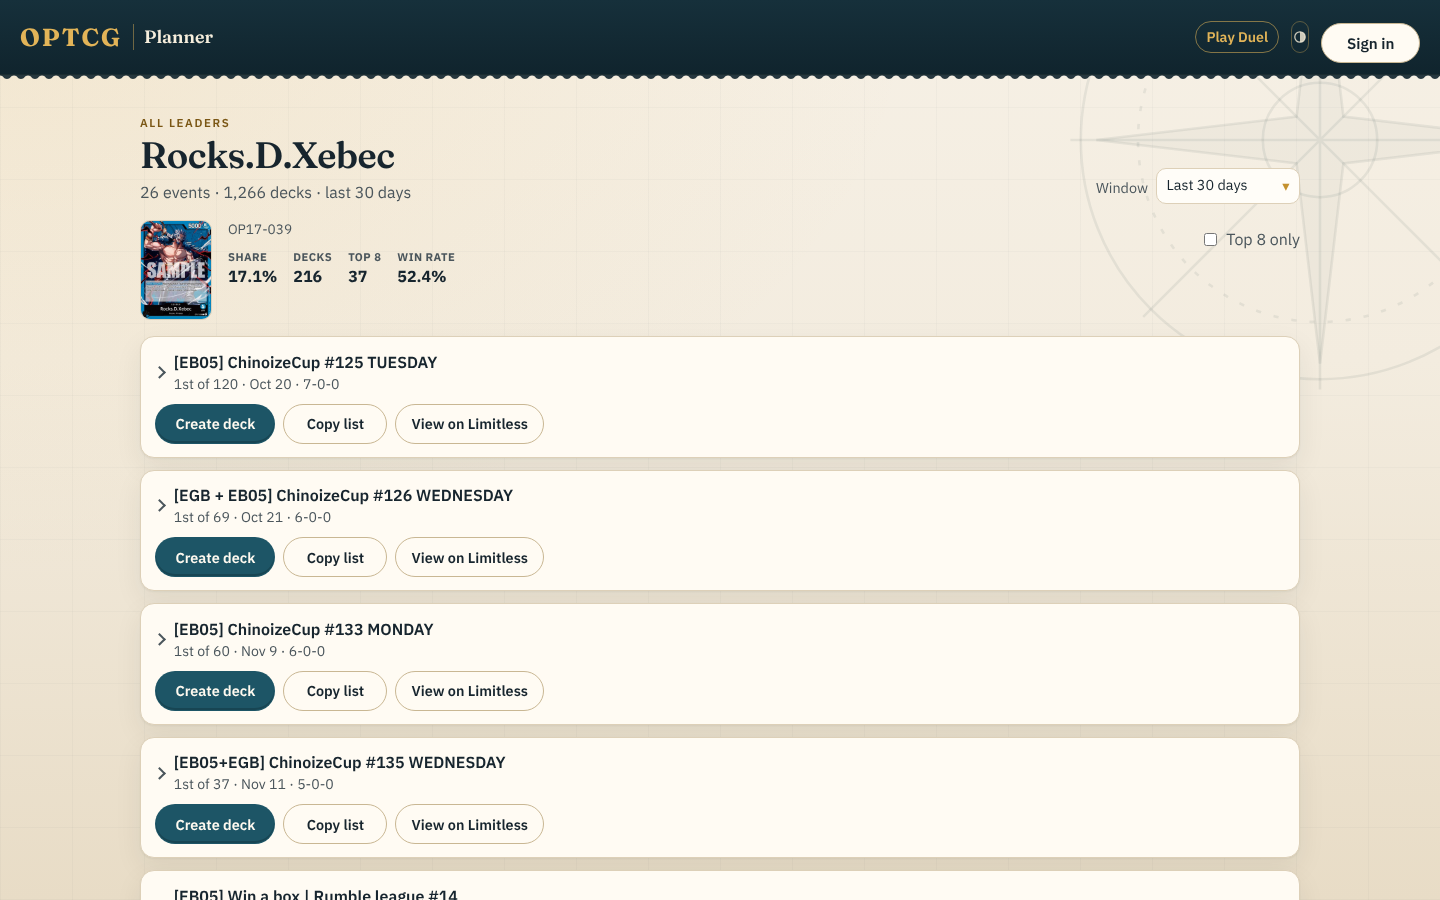 OPTCG Planner
Play Duel
Sign in
ALL LEADERS
Rocks.D.Xebec
26 events · 1,266 decks · last 30 days
Window
Last 30 days
Top 8 only
5000
SAMPLE
Rocks.D.Xebec
OP17-039
SHARE DECKS TOP 8 WIN RATE
17.1% 216 37 52.4%
[EB05] ChinoizeCup #125 TUESDAY
1st of 120 · Oct 20 · 7-0-0
Create deck Copy list View on Limitless
[EGB + EB05] ChinoizeCup #126 WEDNESDAY
1st of 69 · Oct 21 · 6-0-0
Create deck Copy list View on Limitless
[EB05] ChinoizeCup #133 MONDAY
1st of 60 · Nov 9 · 6-0-0
Create deck Copy list View on Limitless
[EB05+EGB] ChinoizeCup #135 WEDNESDAY
1st of 37 · Nov 11 · 5-0-0
Create deck Copy list View on Limitless
[EB05] Win a box | Rumble league #14